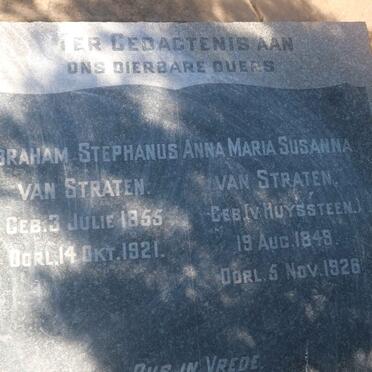 TER GEDACTENIS AAN
ONS DIERBARE OUERS
BRAHAM STEPHANUS
VAN STRATEN.
GEB. 3 JULIE 1855
OORL. 14 OKT. 1921.
ANNA MARIA SUSANNA
VAN STRATEN.
GEB (V HUYSSTEEN.)
19 AUG. 1849.
OORL. 5 NOV. 1926
RUS IN VREDE